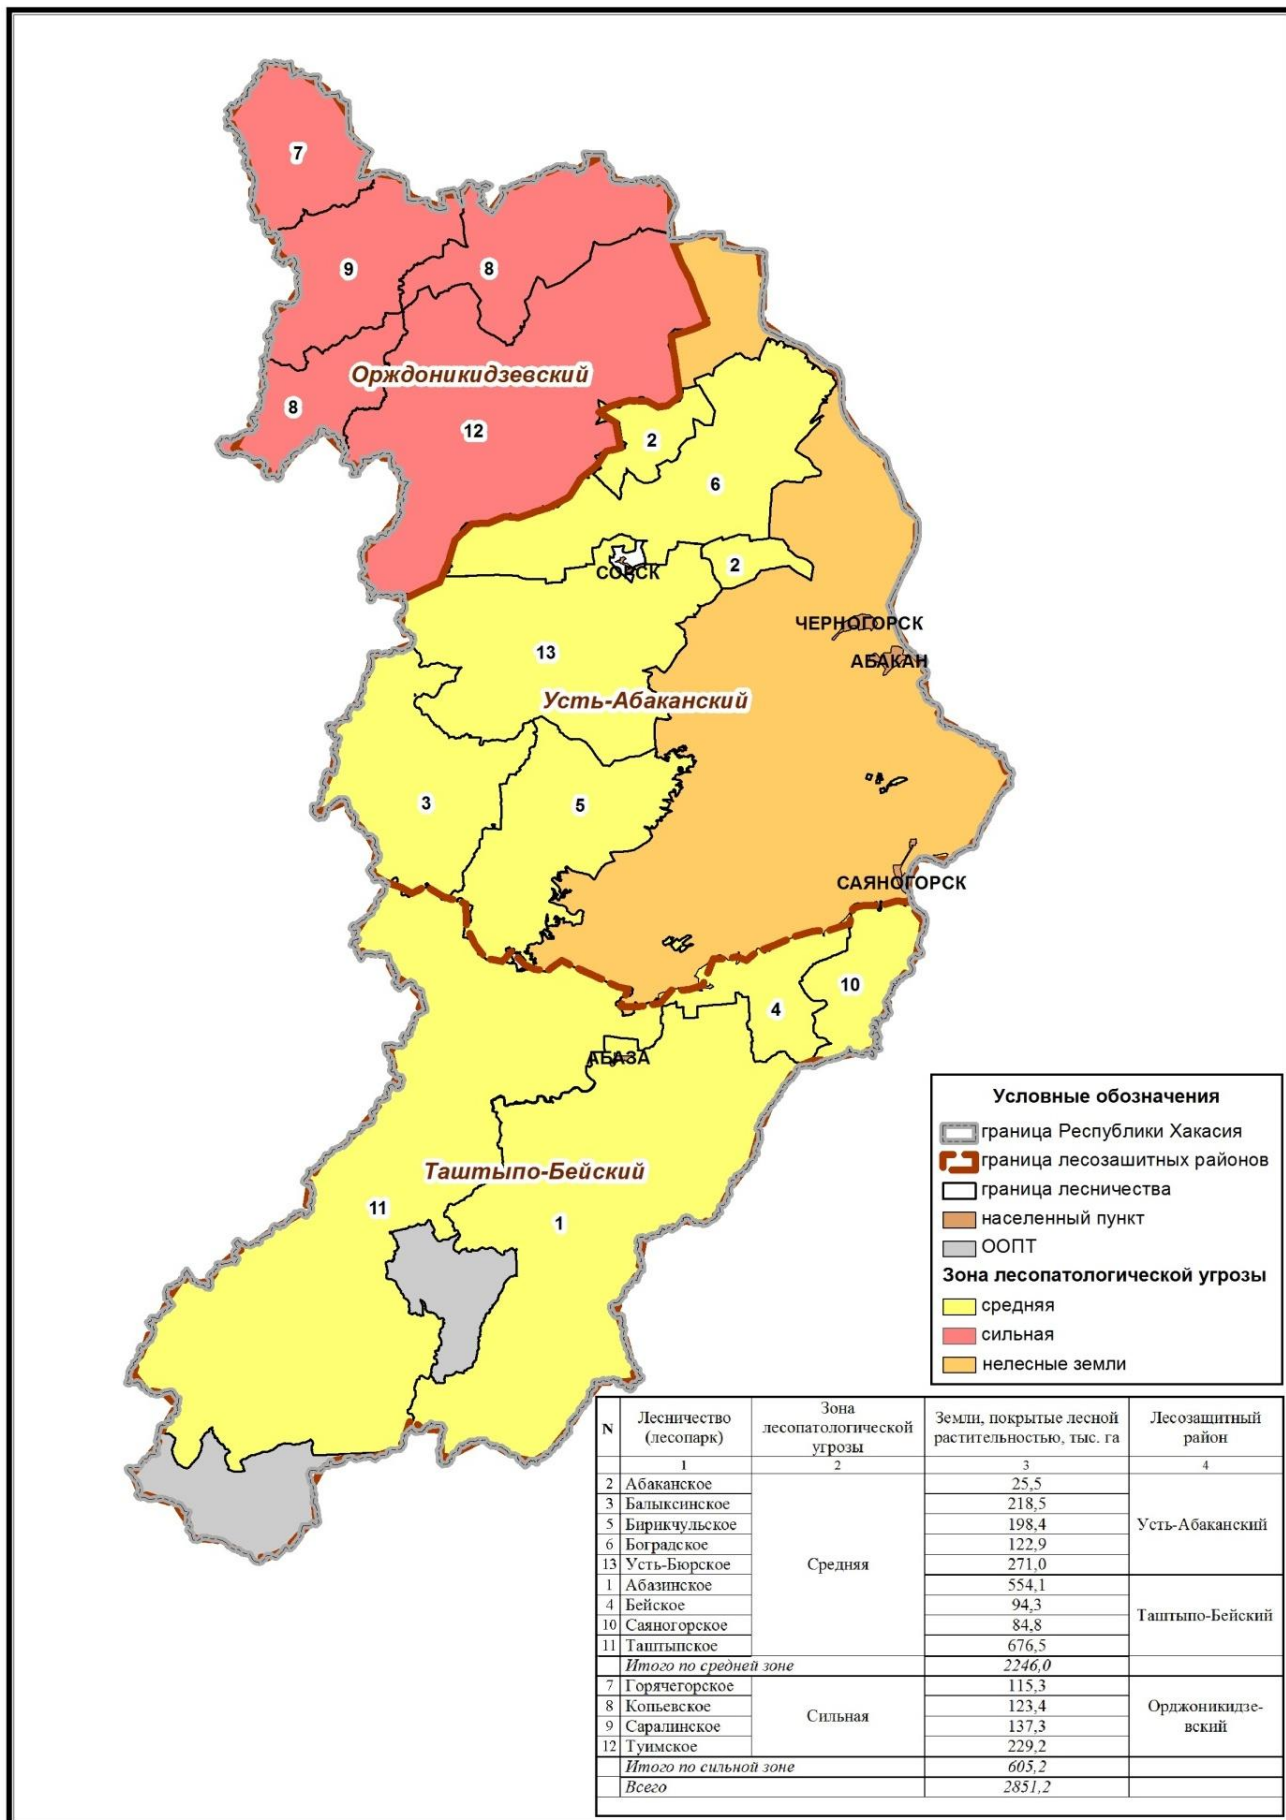 7
9
8
Орждоникидзевский
8
12
2
6
СОРСК
2
ЧЕРНОГОРСК
13
АБАКАН
Усть-Абаканский
3
5
САЯНОГОРСК
10
4
АБАЗА
Таштыпо-Бейский
11
1
Условные обозначения
граница Республики Хакасия
граница лесозашитных районов
граница лесничества
населенный пункт
ООПТ
Зона лесопатологической угрозы
средняя
сильная
нелесные земли
N Лесничество (лесопарк) Зона лесопатологической угрозы Земли, покрытые лесной растительностью, тыс. га Лесозащитный район
1 2 3 4
2 Абаканское 25,5
3 Балыксинское 218,5
5 Бирикчульское 198,4 Усть-Абаканский
6 Боградское 122,9
13 Усть-Бюрское Средняя 271,0
1 Абазинское 554,1
4 Бейское 94,3 Таштыпо-Бейский
10 Саяногорское 84,8
11 Таштыпское 676,5
Итого по средней зоне 2246,0
7 Горячегорское 115,3
8 Копьевское Сильная 123,4 Орджоникидзе-
9 Саралинское 137,3 вский
12 Туимское 229,2
Итого по сильной зоне 605,2
Всего 2851,2